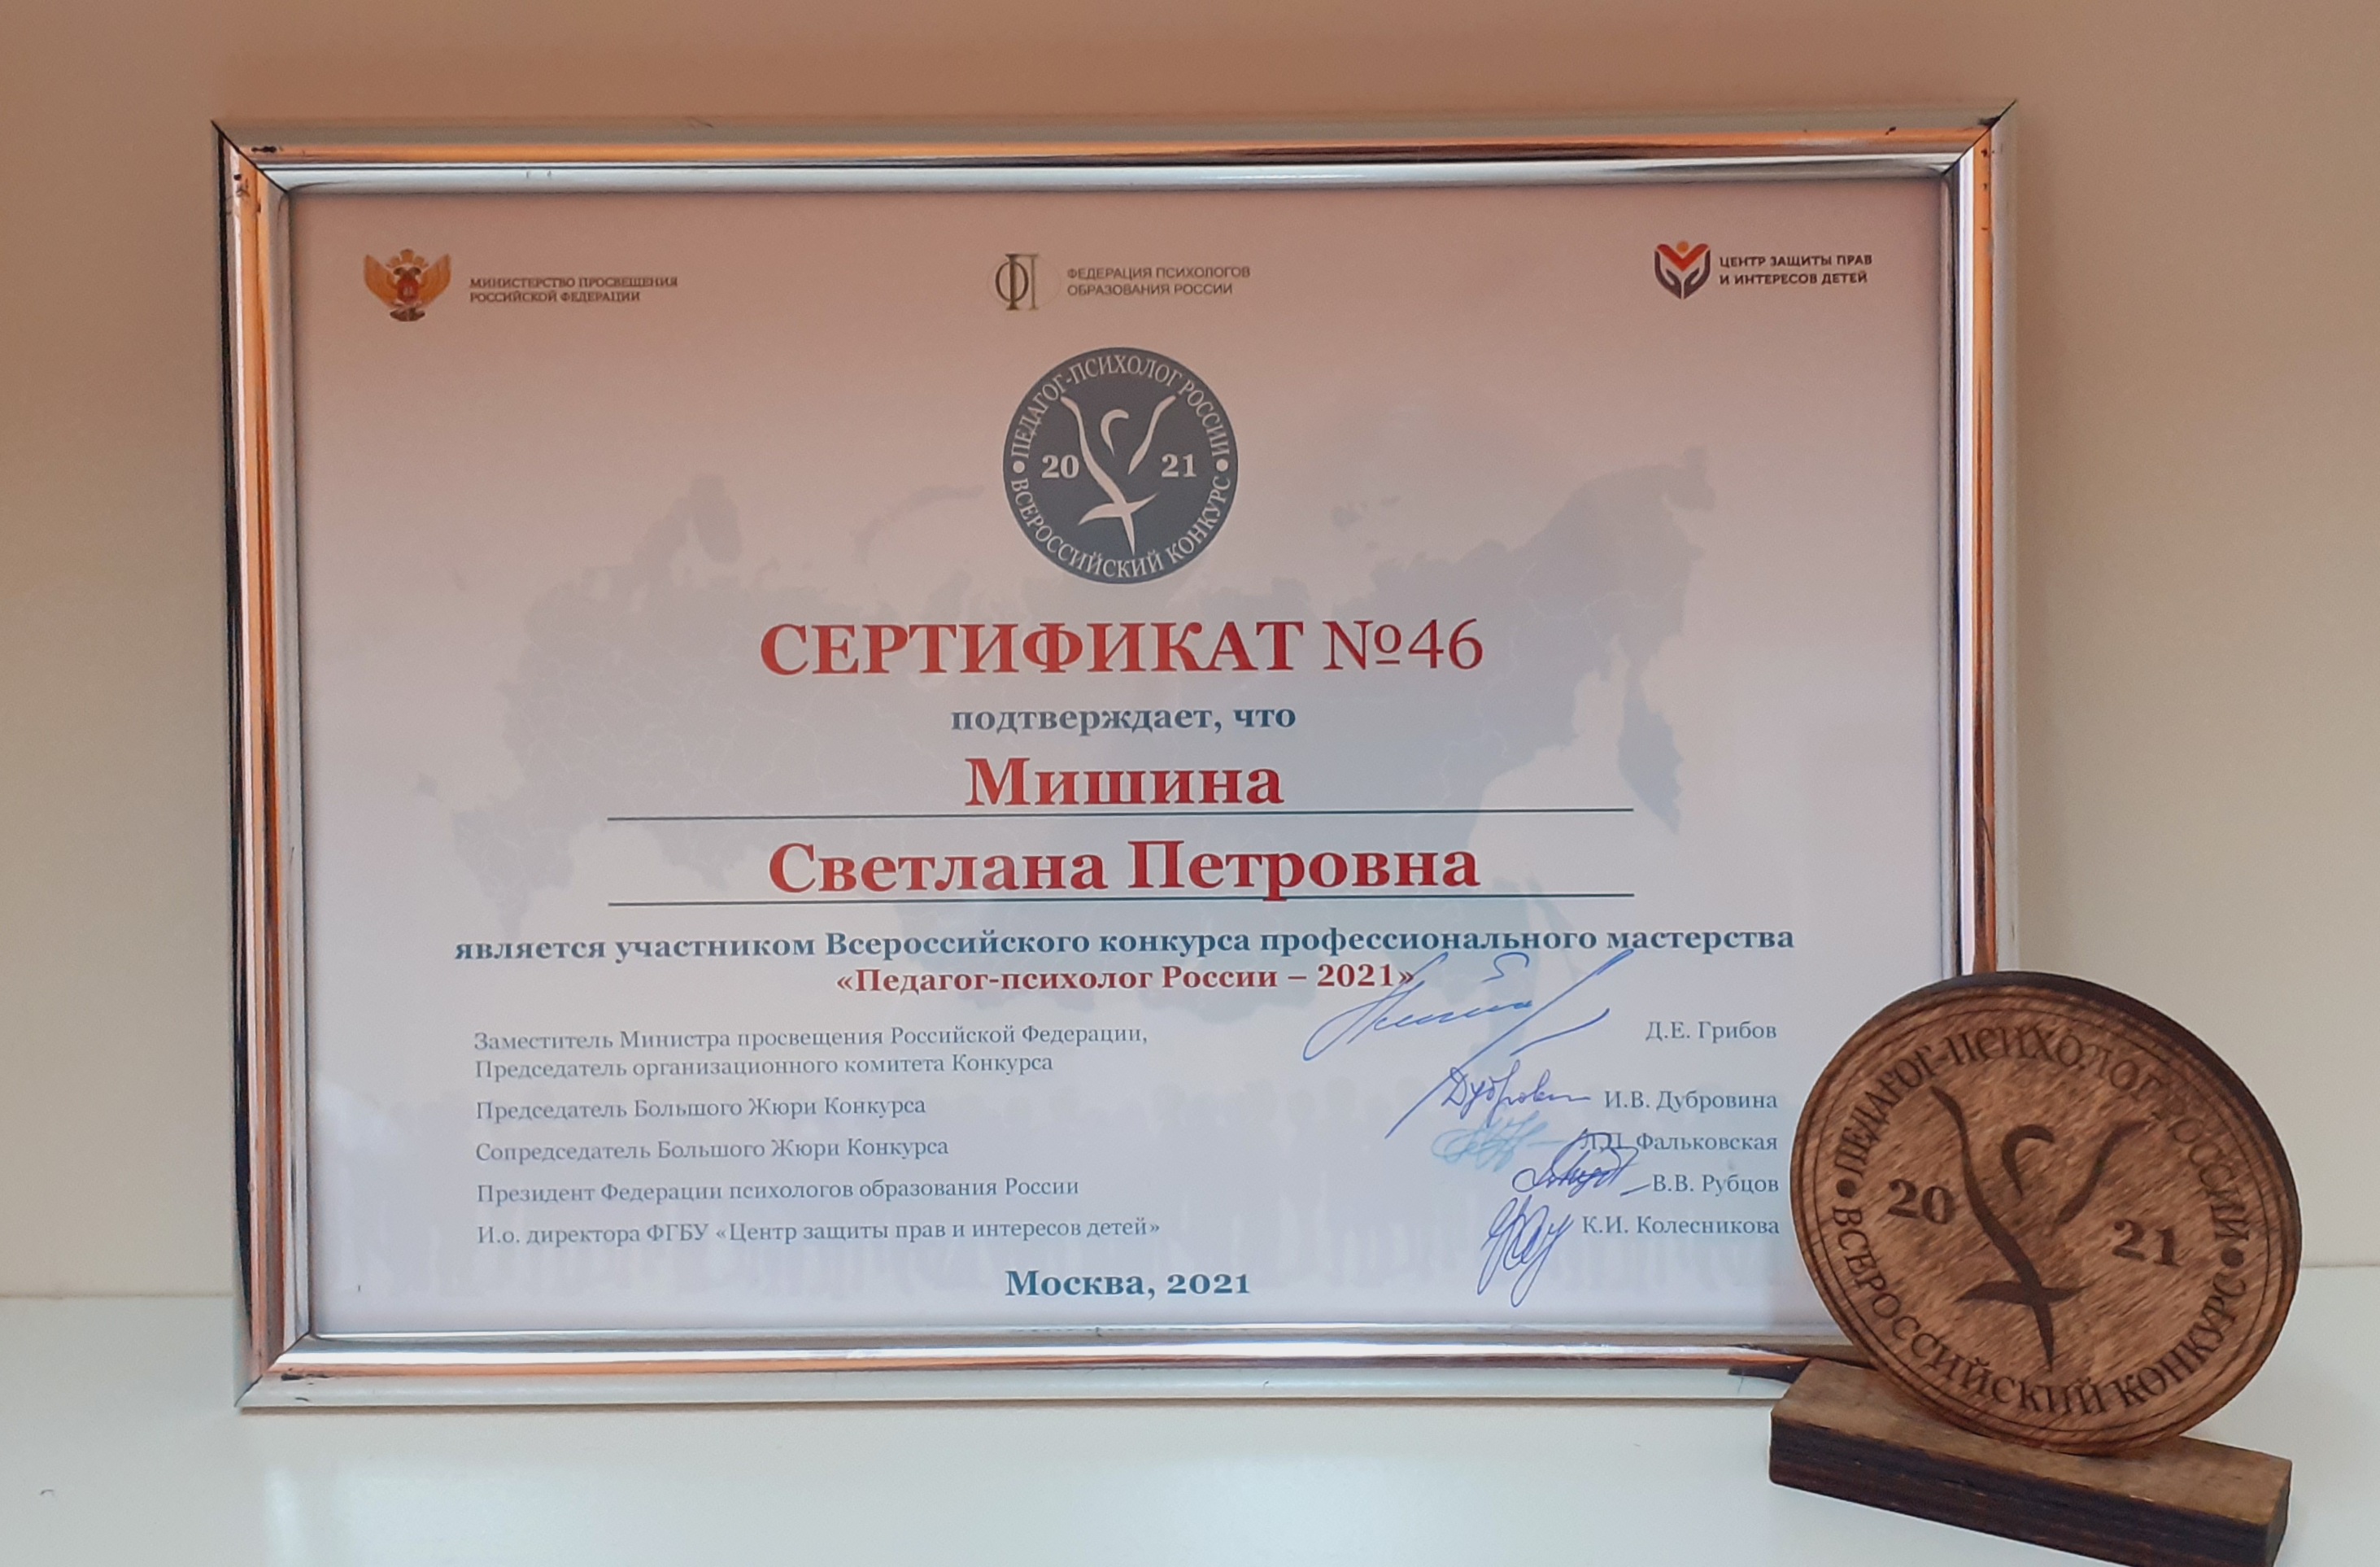 МИНИСТЕРСТВО ПРОСВЕЩЕНИЯ
РОССИЙСКОЙ ФЕДЕРАЦИИ
ФЕДЕРАЦИЯ ПСИХОЛОГОВ
ОБРАЗОВАНИЯ РОССИИ
ЦЕНТР ЗАЩИТЫ ПРАВ
И ИНТЕРЕСОВ ДЕТЕЙ
ПЕДАГОГ-ПСИХОЛОГ РОССИИ
20 21
ВСЕРОССИЙСКИЙ КОНКУРС
СЕРТИФИКАТ №46
подтверждает, что
Мишина
Светлана Петровна
является участником Всероссийского конкурса профессионального мастерства
«Педагог-психолог России – 2021»
Заместитель Министра просвещения Российской Федерации,
Председатель организационного комитета Конкурса
Д.Е. Грибов
Председатель Большого Жюри Конкурса
И.В. Дубровина
Сопредседатель Большого Жюри Конкурса
Фальковская
Президент Федерации психологов образования России
В.В. Рубцов
И.о. директора ФГБУ «Центр защиты прав и интересов детей»
К.И. Колесникова
Москва, 2021
ПЕДАГОГ-ПСИХОЛОГ РОССИИ
20 21
ВСЕРОССИЙСКИЙ КОНКУРС